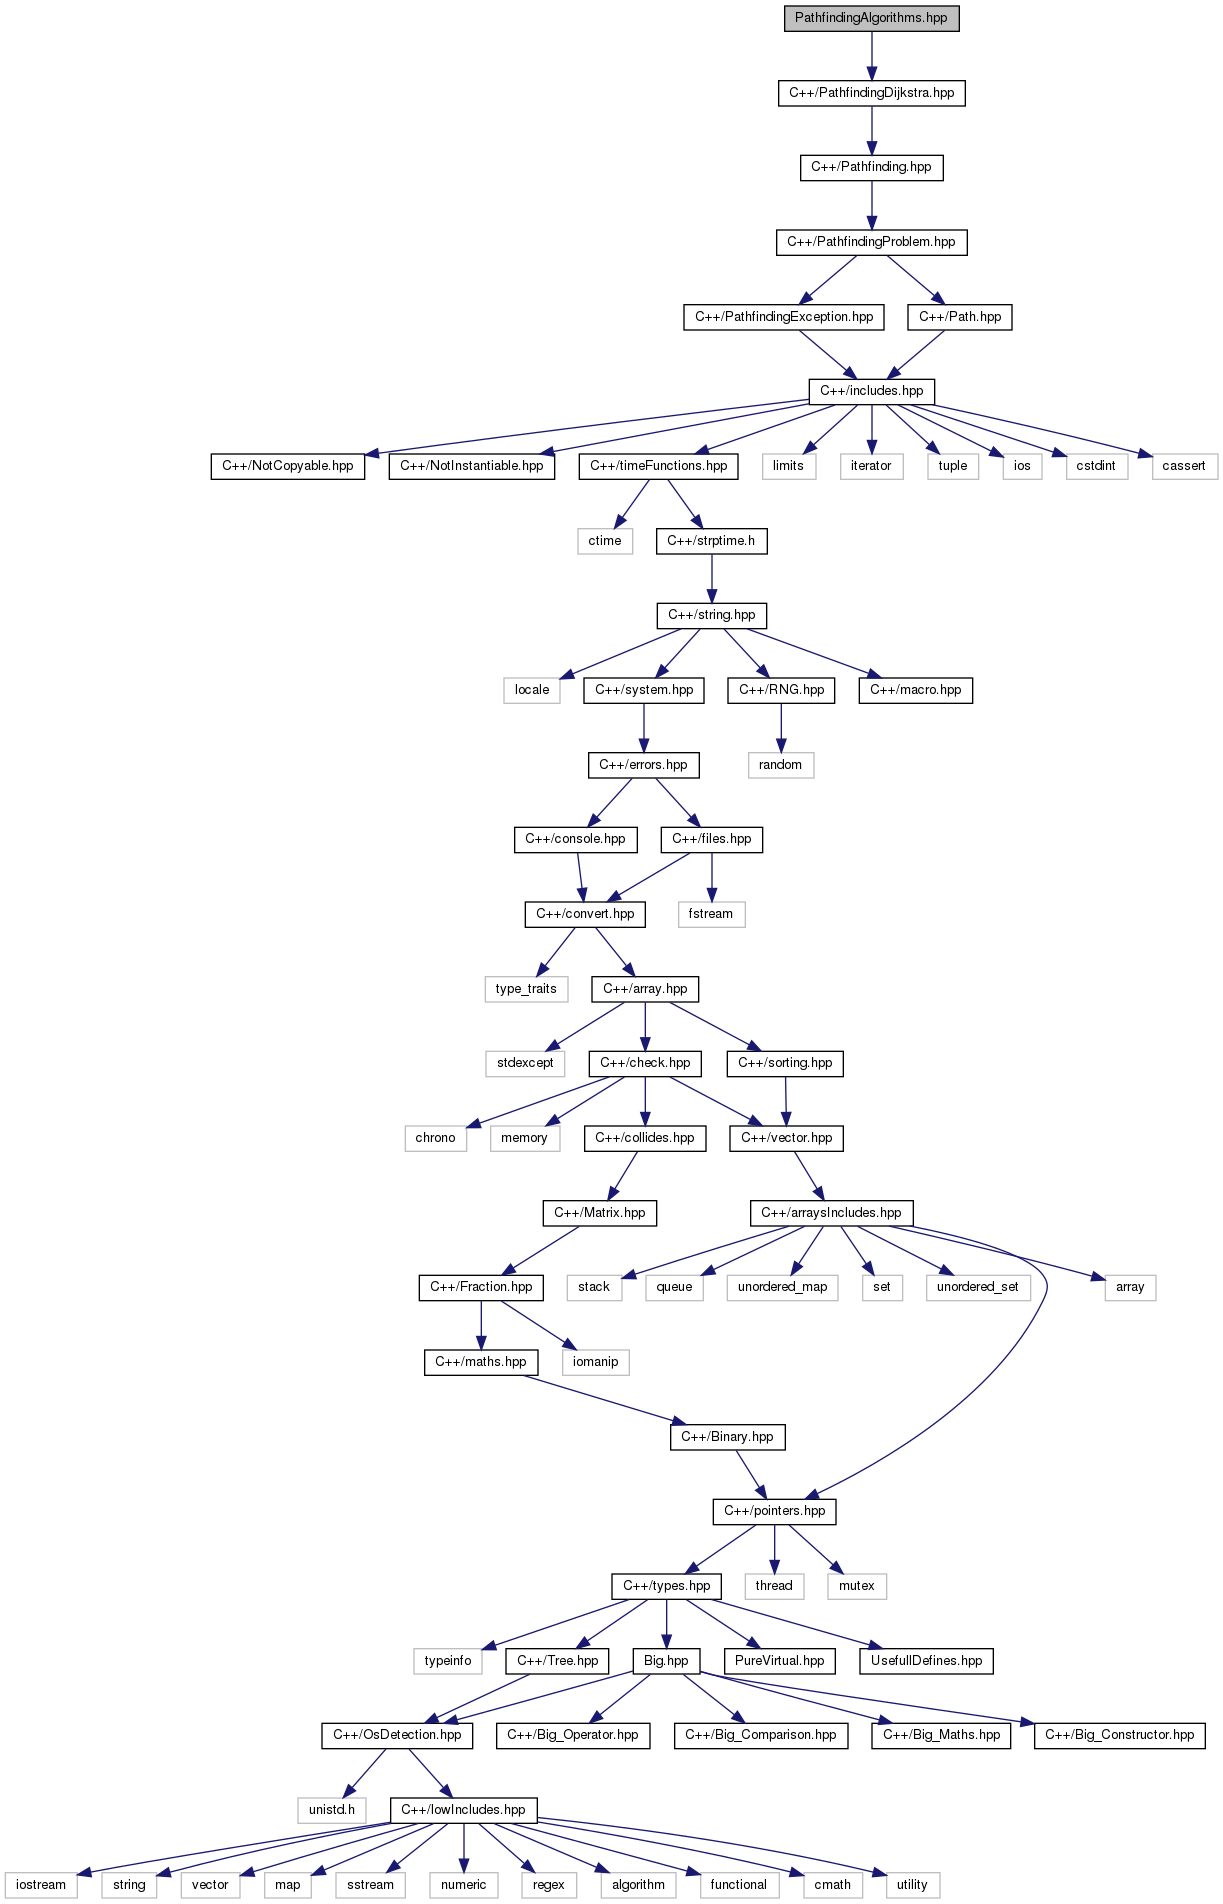 PathfindingAlgorithms.hpp
C++/PathfindingDijkstra.hpp
C++/Pathfinding.hpp
C++/PathfindingProblem.hpp
C++/PathfindingException.hpp
C++/Path.hpp
C++/includes.hpp
C++/NotCopyable.hpp
C++/NotInstantiable.hpp
C++/timeFunctions.hpp
limits
iterator
tuple
ios
cstdint
cassert
ctime
C++/strptime.h
C++/string.hpp
locale
C++/system.hpp
C++/RNG.hpp
C++/macro.hpp
C++/errors.hpp
random
C++/console.hpp
C++/files.hpp
C++/convert.hpp
fstream
type_traits
C++/array.hpp
stdexcept
C++/check.hpp
C++/sorting.hpp
chrono
memory
C++/collides.hpp
C++/vector.hpp
C++/Matrix.hpp
C++/arraysIncludes.hpp
C++/Fraction.hpp
stack
queue
unordered_map
set
unordered_set
array
C++/maths.hpp
iomanip
C++/Binary.hpp
C++/pointers.hpp
C++/types.hpp
thread
mutex
typeinfo
C++/Tree.hpp
Big.hpp
PureVirtual.hpp
UsefullDefines.hpp
C++/OsDetection.hpp
C++/Big_Operator.hpp
C++/Big_Comparison.hpp
C++/Big_Maths.hpp
C++/Big_Constructor.hpp
unistd.h
C++/lowIncludes.hpp
iostream
string
vector
map
sstream
numeric
regex
algorithm
functional
cmath
utility